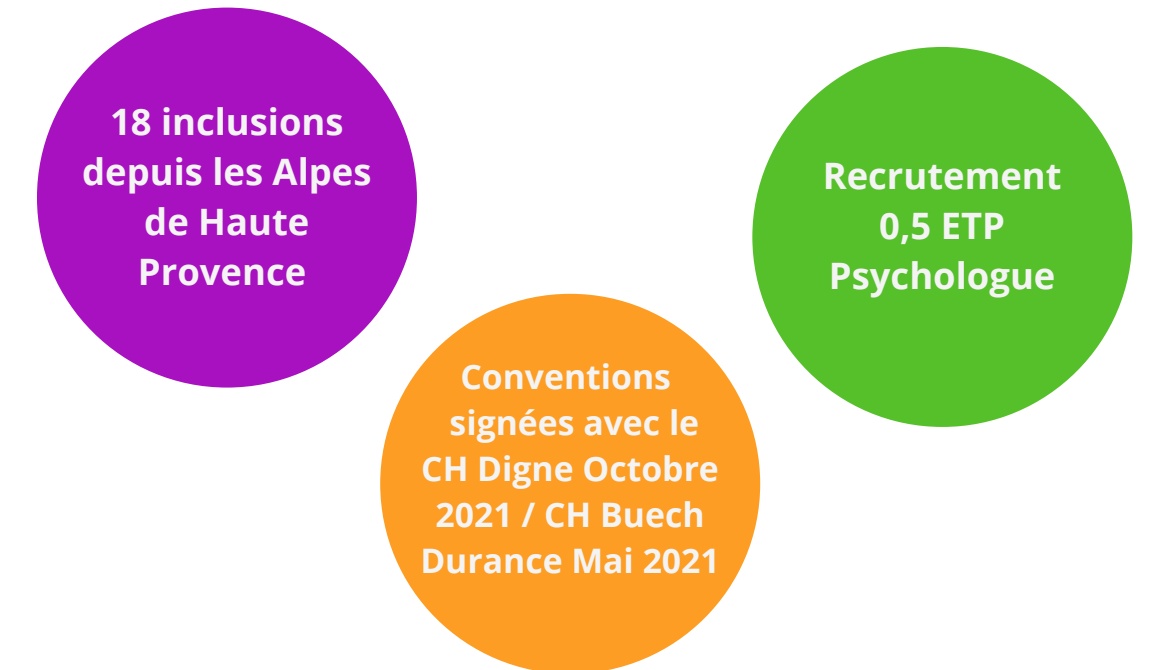 18 inclusions
depuis les Alpes
de Haute
Provence
Recrutement
0,5 ETP
Psychologue
Conventions
signées avec le
CH Digne Octobre
2021 / CH Buech
Durance Mai 2021